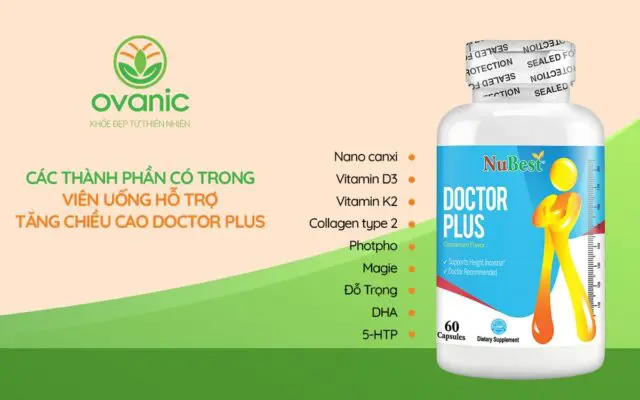 ovanic
KHỎE ĐẸP TỪ THIÊN NHIÊN
CÁC THÀNH PHẦN CÓ TRONG
VIÊN UỐNG HỖ TRỢ
TĂNG CHIỀU CAO DOCTOR PLUS
Nano canxi
Vitamin D3
Vitamin K2
Collagen type 2
Photpho
Magie
Đỗ Trọng
DHA
5-HTP
SEALED FOR
PROTECTION
NuBest
DOCTOR
PLUS
Supports Height Increase*
Doctor Recommended
60
Capsules
Dietary Supplement